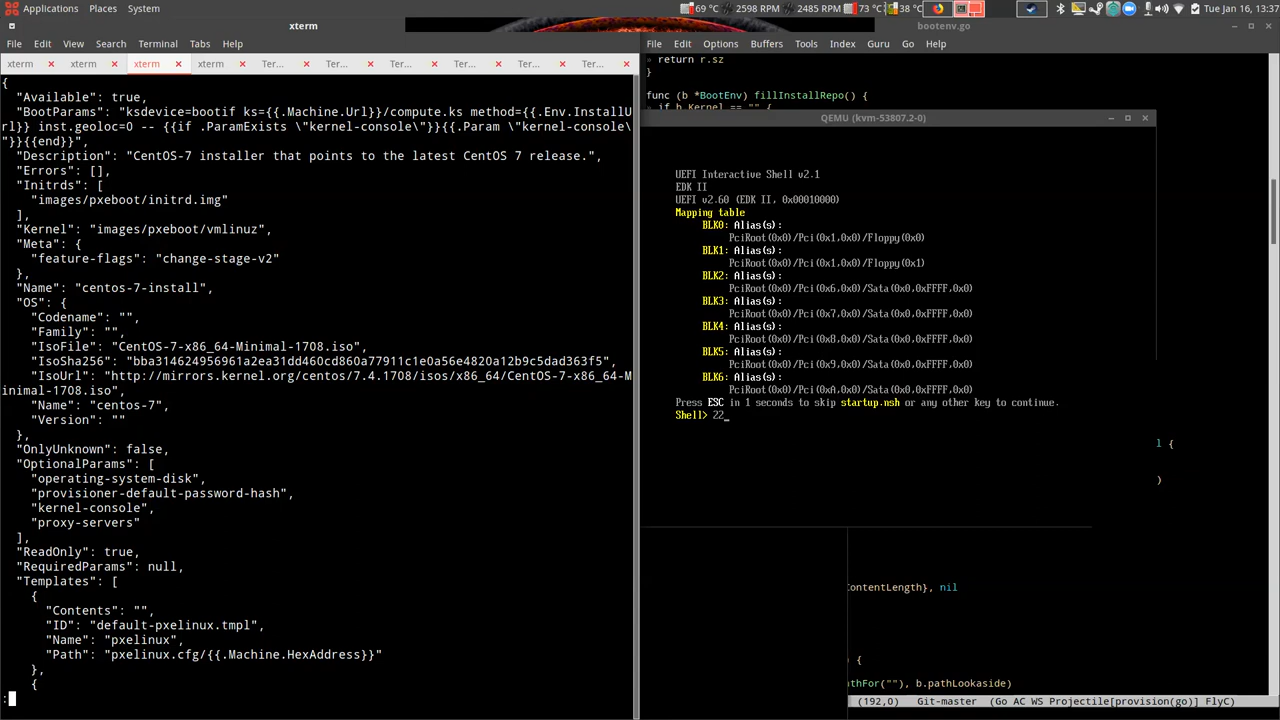 Applications Places System 69 °C 2598 RPM 2485 RPM 73 °C 38 °C Tue Jan 16, 13:37
xterm
File Edit View Search Terminal Tabs Help
xterm × xterm × xterm × xterm × Ter... × Ter... × Ter... × Ter... × Ter... × Ter... ×
{
"Available": true,
"BootParams": "ksdevice=bootif ks={{.Machine.Url}}/compute.ks method={{.Env.InstallU
rl}} inst.geoloc=0 -- {{if .ParamExists \"kernel-console\"}}{{.Param \"kernel-console\
"}}{{end}}",
"Description": "CentOS-7 installer that points to the latest CentOS 7 release.",
"Errors": [],
"Initrds": [
"images/pxeboot/initrd.img"
],
"Kernel": "images/pxeboot/vmlinuz",
"Meta": {
"feature-flags": "change-stage-v2"
},
"Name": "centos-7-install",
"OS": {
"Codename": "",
"Family": "",
"IsoFile": "CentOS-7-x86_64-Minimal-1708.iso",
"IsoSha256": "bba314624956961a2ea31dd460cd860a77911c1e0a56e4820a12b9c5dad363f5",
"IsoUrl": "http://mirrors.kernel.org/centos/7.4.1708/isos/x86_64/CentOS-7-x86_64-M
inimal-1708.iso",
"Name": "centos-7",
"Version": ""
},
"OnlyUnknown": false,
"OptionalParams": [
"operating-system-disk",
"provisioner-default-password-hash",
"kernel-console",
"proxy-servers"
],
"ReadOnly": true,
"RequiredParams": null,
"Templates": [
{
"Contents": "",
"ID": "default-pxelinux.tmpl",
"Name": "pxelinux",
"Path": "pxelinux.cfg/{{.Machine.HexAddress}}"
},
{
:
bootenv.go
File Edit Options Buffers Tools Index Guru Go Help
return r.sz
}
func (b *BootEnv) fillInstallRepo() {
if b.Kernel == "" {
QEMU (kvm-53807.2-0)
UEFI Interactive Shell v2.1
EDK II
UEFI v2.60 (EDK II, 0x00010000)
Mapping table
BLK0: Alias(s):
PciRoot(0x0)/Pci(0x1,0x0)/Floppy(0x0)
BLK1: Alias(s):
PciRoot(0x0)/Pci(0x1,0x0)/Floppy(0x1)
BLK2: Alias(s):
PciRoot(0x0)/Pci(0x6,0x0)/Sata(0x0,0xFFFF,0x0)
BLK3: Alias(s):
PciRoot(0x0)/Pci(0x7,0x0)/Sata(0x0,0xFFFF,0x0)
BLK4: Alias(s):
PciRoot(0x0)/Pci(0x8,0x0)/Sata(0x0,0xFFFF,0x0)
BLK5: Alias(s):
PciRoot(0x0)/Pci(0x9,0x0)/Sata(0x0,0xFFFF,0x0)
BLK6: Alias(s):
PciRoot(0x0)/Pci(0xA,0x0)/Sata(0x0,0xFFFF,0x0)
Press ESC in 1 seconds to skip startup.nsh or any other key to continue.
Shell> 22_
l {
)
ContentLength}, nil
) {
athFor(""), b.pathLookaside)
(192,0) Git-master (Go AC WS Projectile[provision(go)] FlyC)